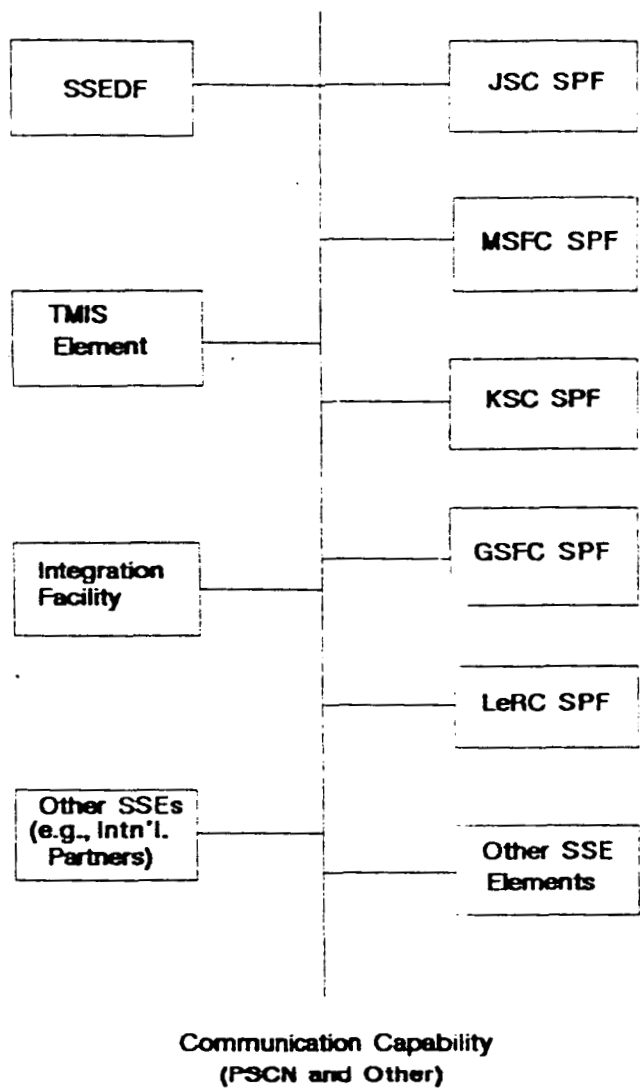 SSEDF
JSC SPF
MSFC SPF
TMIS
Element
KSC SPF
Integration
Facility
GSFC SPF
LeRC SPF
Other SSEs
(e.g., Intn'l.
Partners)
Other SSE
Elements
Communication Capability
(PSCN and Other)